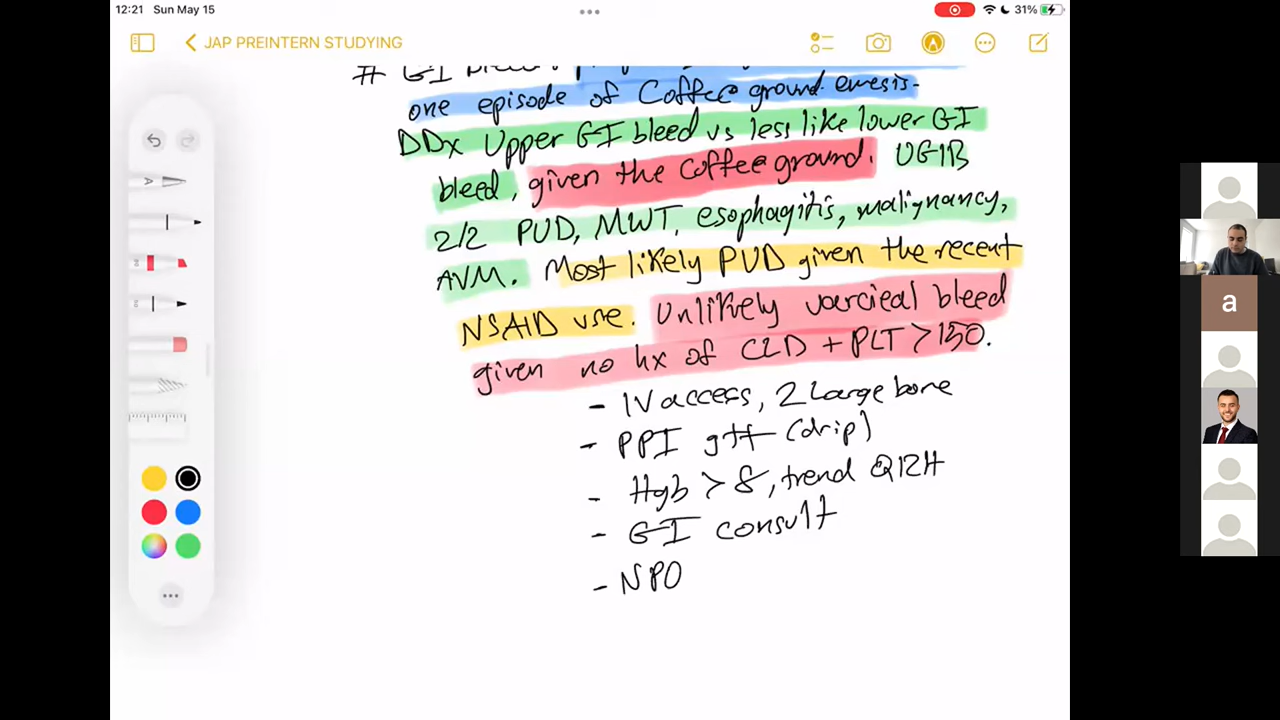 12:21 Sun May 15
31%
JAP PREINTERN STUDYING
# GI bleed
one episode of Coffee ground emesis.
DDx Upper GI bleed vs less like lower GI
bleed, given the Coffee ground. UGIB
2/2 PUD, MWT, esophagitis, malignancy,
AVM. Most likely PUD given the recent
NSAID use. Unlikely varcieal bleed
given no hx of CLD + PLT >150.
- IV access, 2 Large bone
- PPI gtt (drip)
- Hgb > 8, trend Q12H
- GI consult
- NPO
a